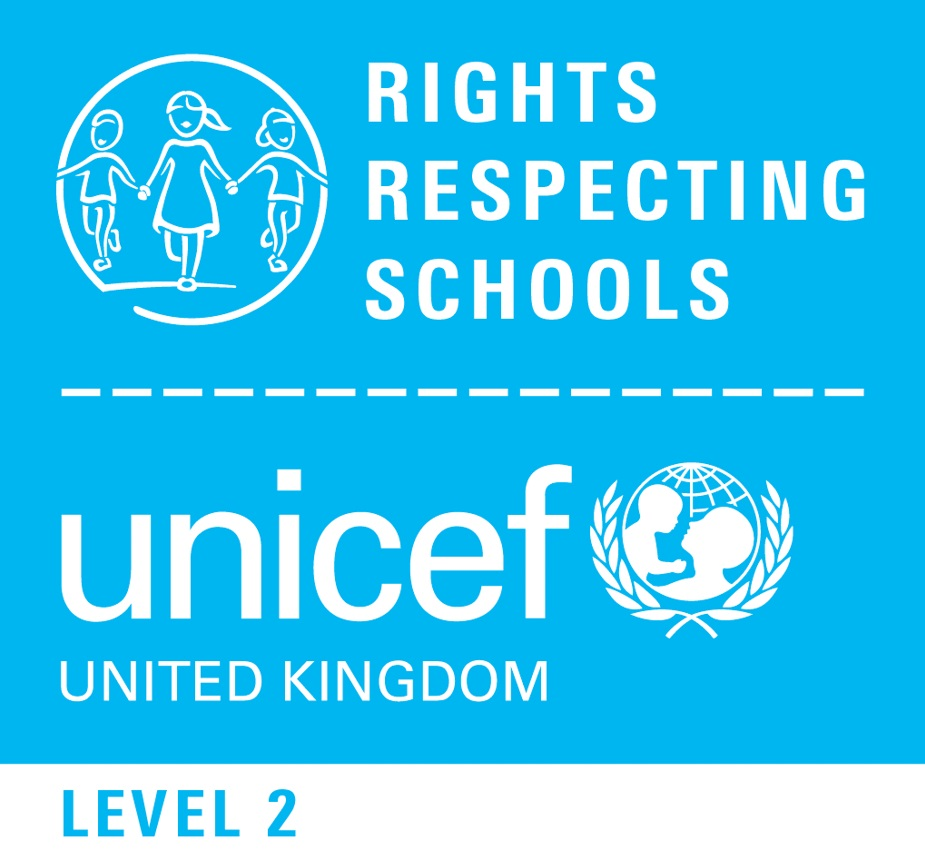 RIGHTS
RESPECTING
SCHOOLS
unicef
UNITED KINGDOM
LEVEL 2